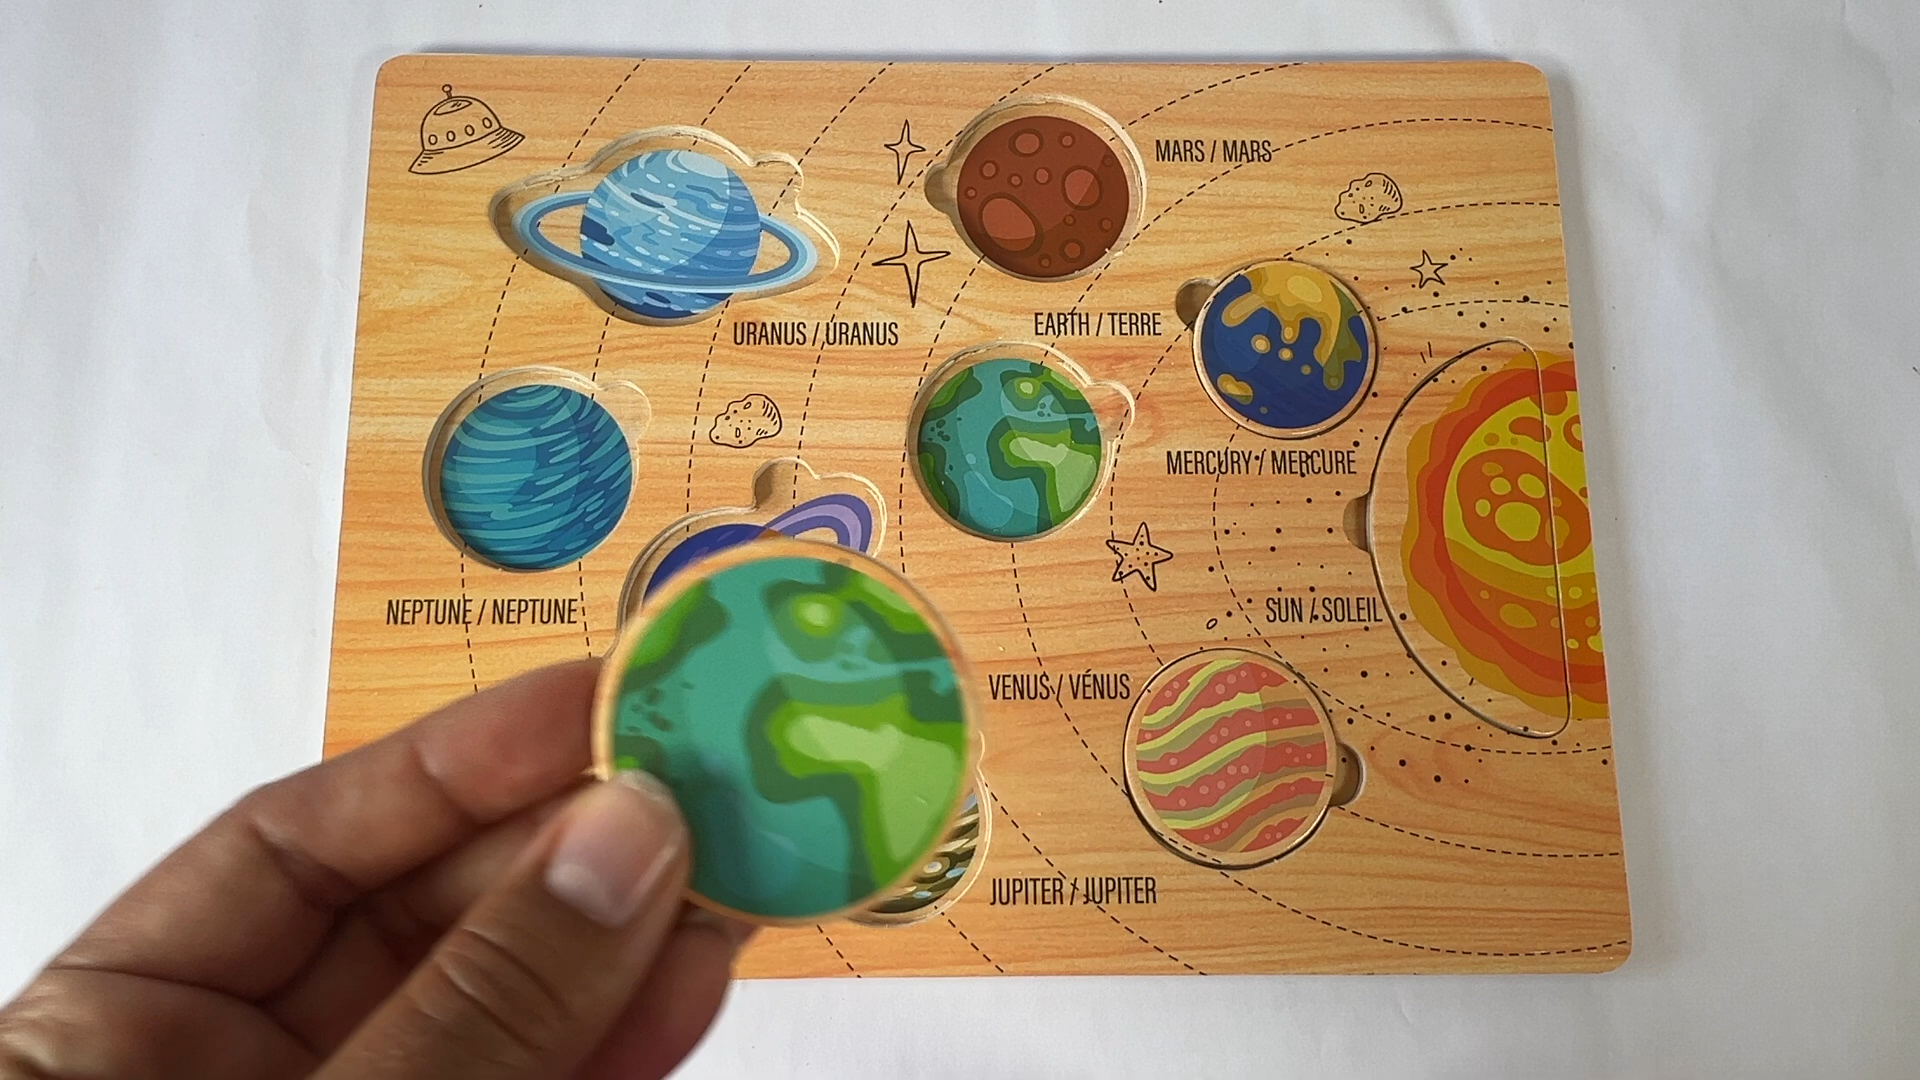 MARS / MARS
URANUS / URANUS
EARTH / TERRE
MERCURY / MERCURE
NEPTUNE / NEPTUNE
SUN / SOLEIL
VENUS / VÉNUS
JUPITER / JUPITER